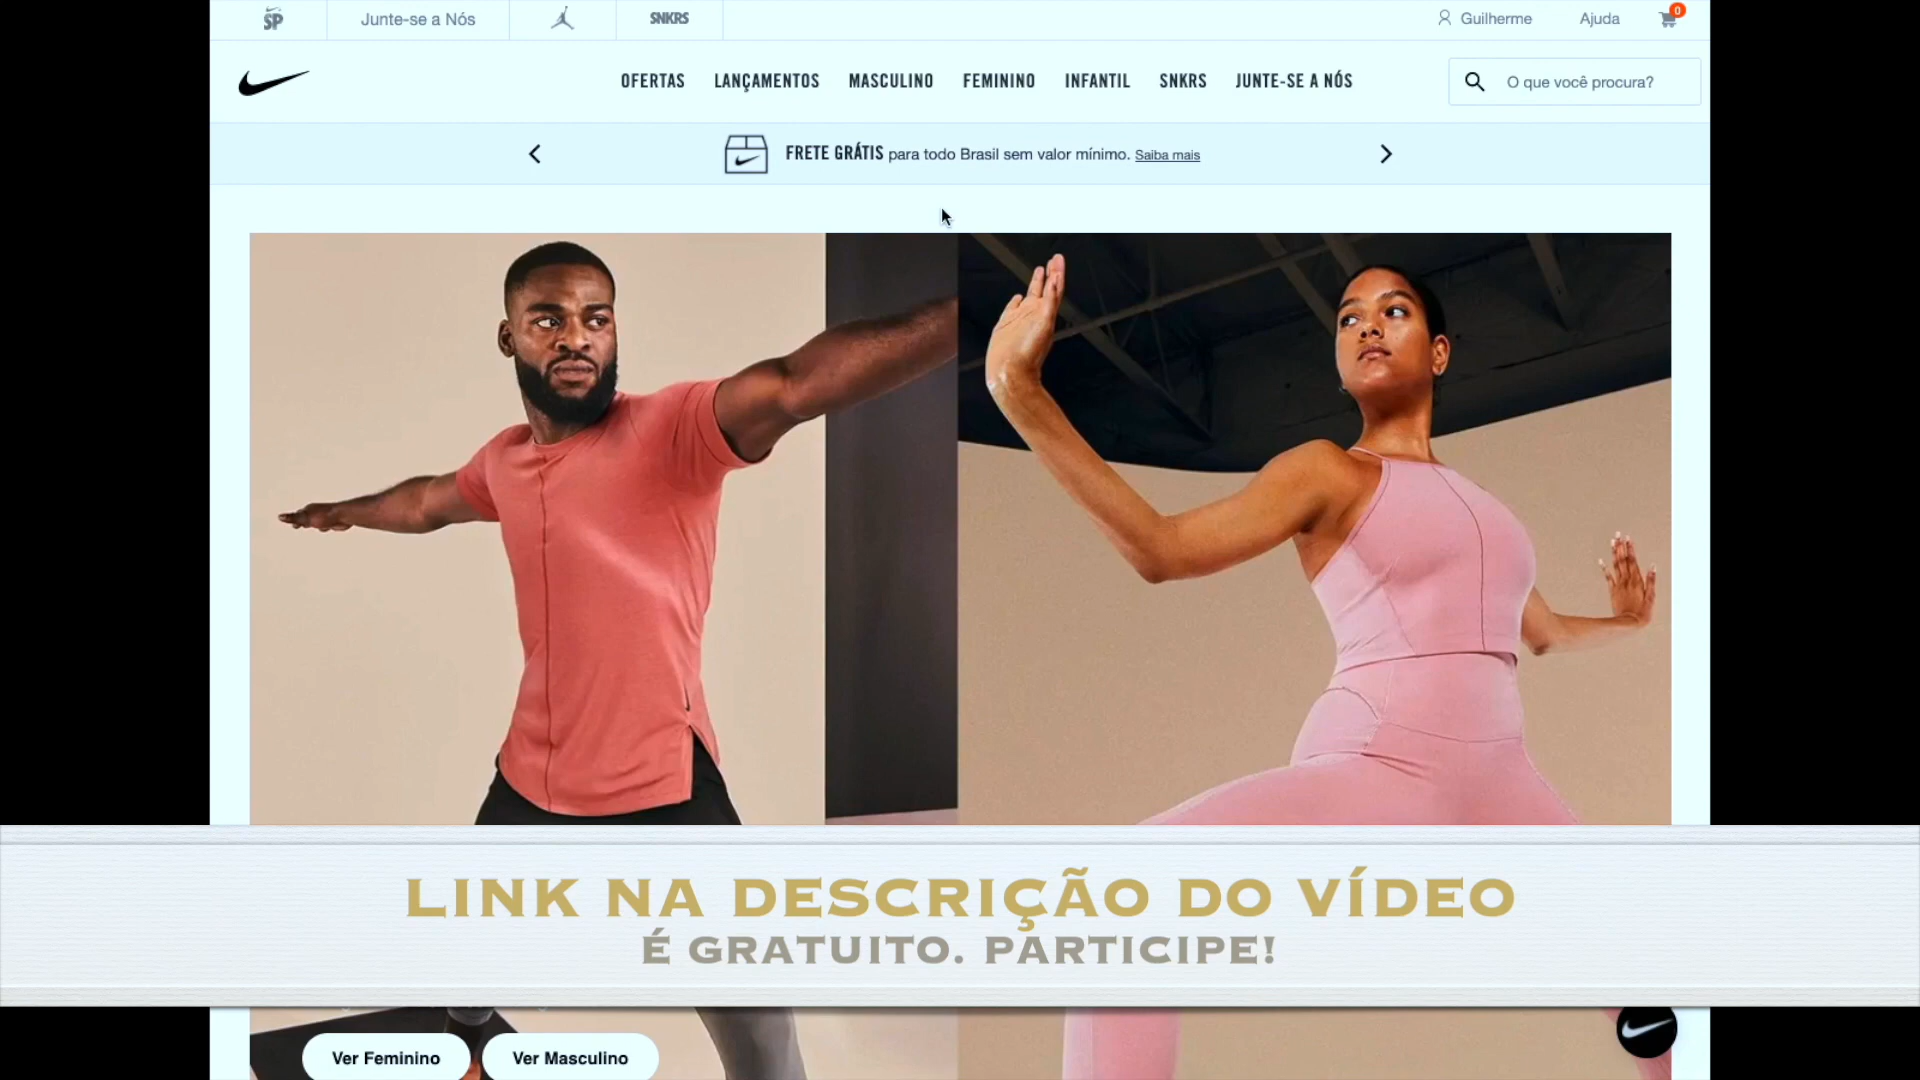 SP
Junte-se a Nós
SNKRS
Guilherme
Ajuda
0
OFERTAS
LANÇAMENTOS
MASCULINO
FEMININO
INFANTIL
SNKRS
JUNTE-SE A NÓS
O que você procura?
FRETE GRÁTIS para todo Brasil sem valor mínimo. Saiba mais
LINK NA DESCRIÇÃO DO VÍDEO
É GRATUITO. PARTICIPE!
Ver Feminino
Ver Masculino